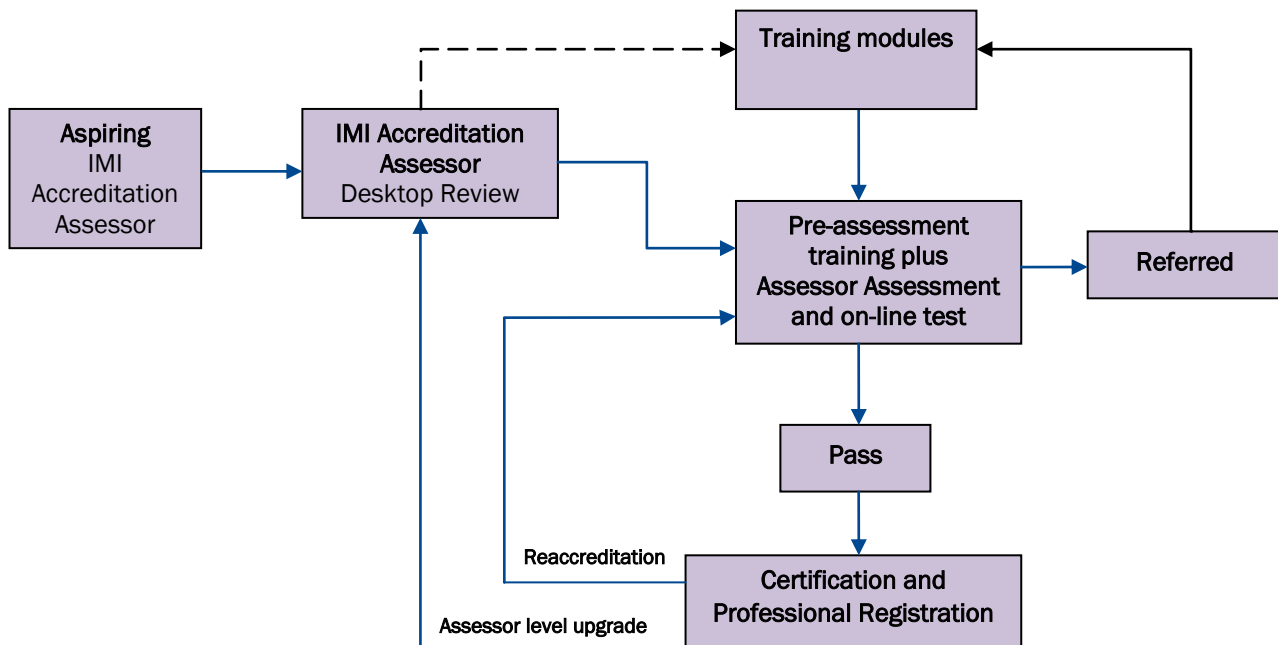 Training modules
Aspiring
IMI
Accreditation
Assessor
IMI Accreditation
Assessor
Desktop Review
Pre-assessment
training plus
Assessor Assessment
and on-line test
Referred
Pass
Reaccreditation
Certification and
Professional Registration
Assessor level upgrade